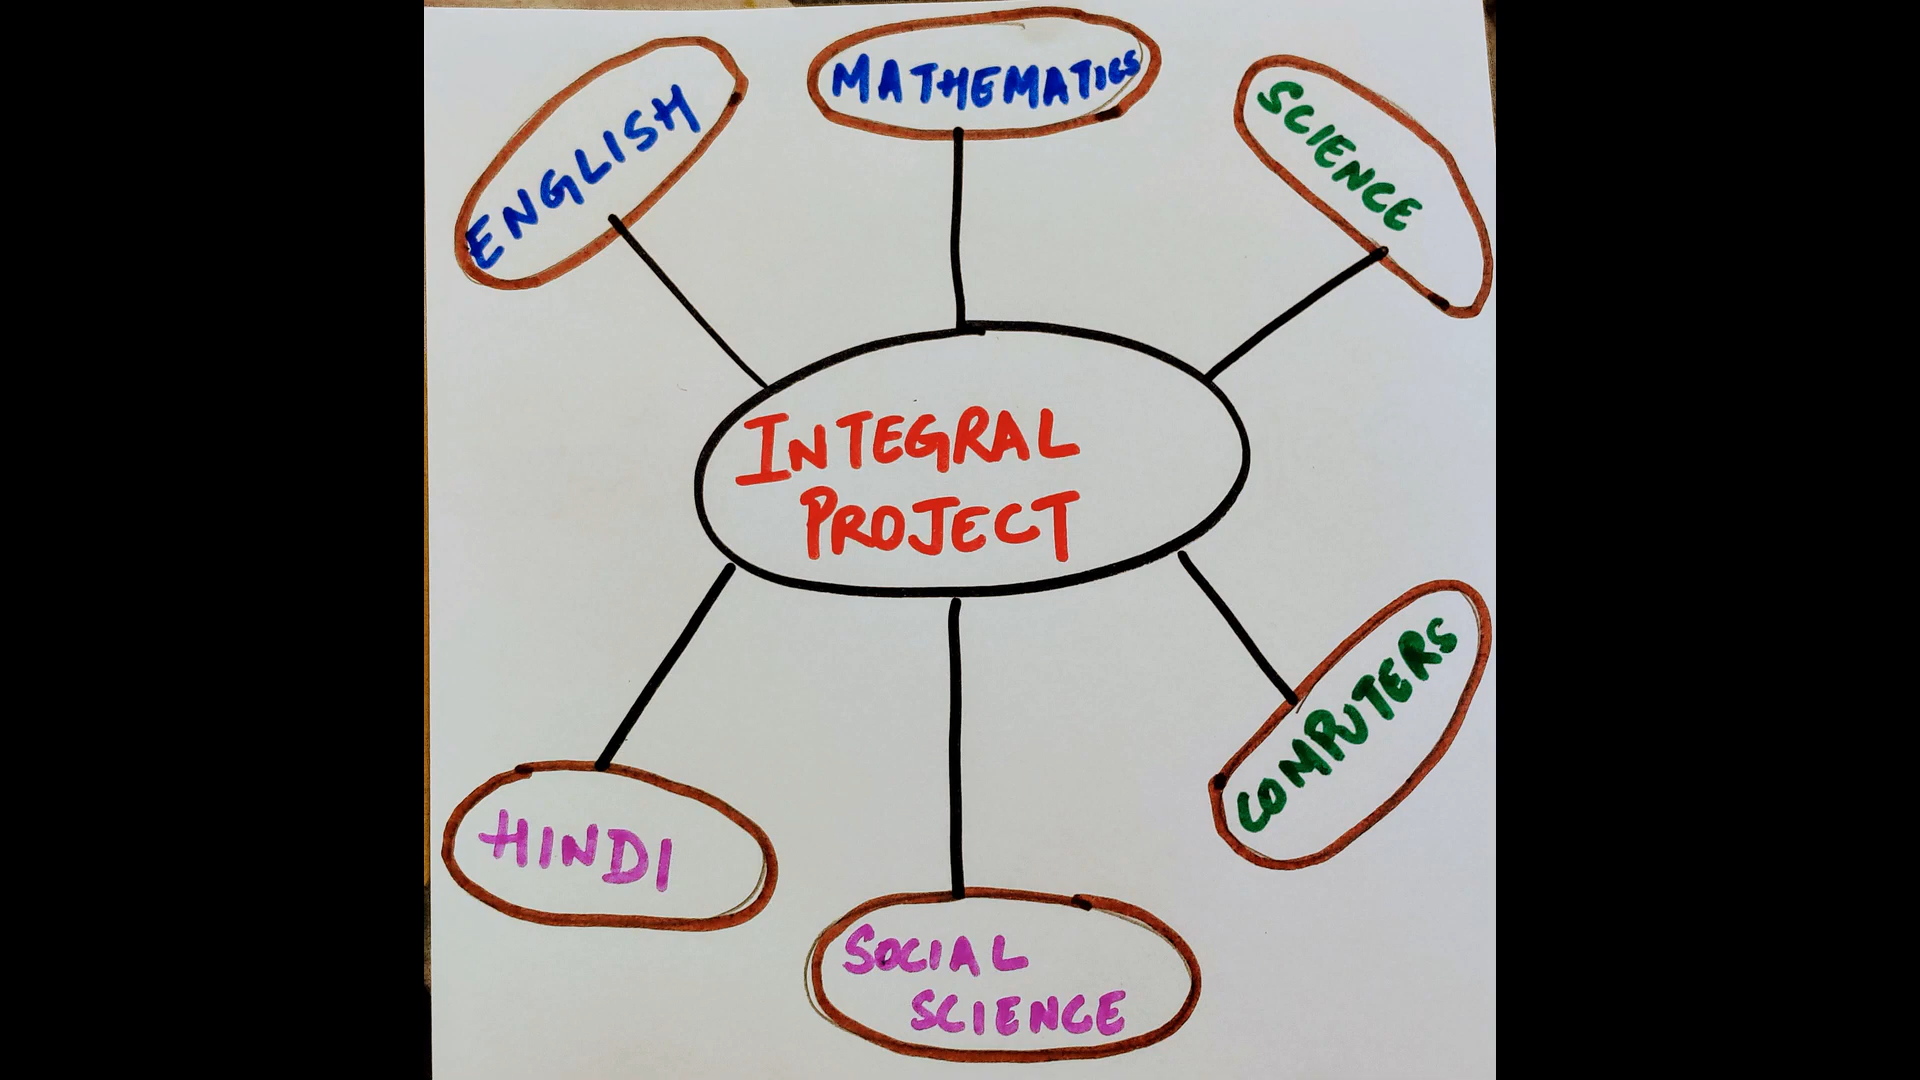 ENGLISH
MATHEMATICS
SCIENCE
INTEGRAL
PROJECT
HINDI
SOCIAL
SCIENCE
COMPUTERS